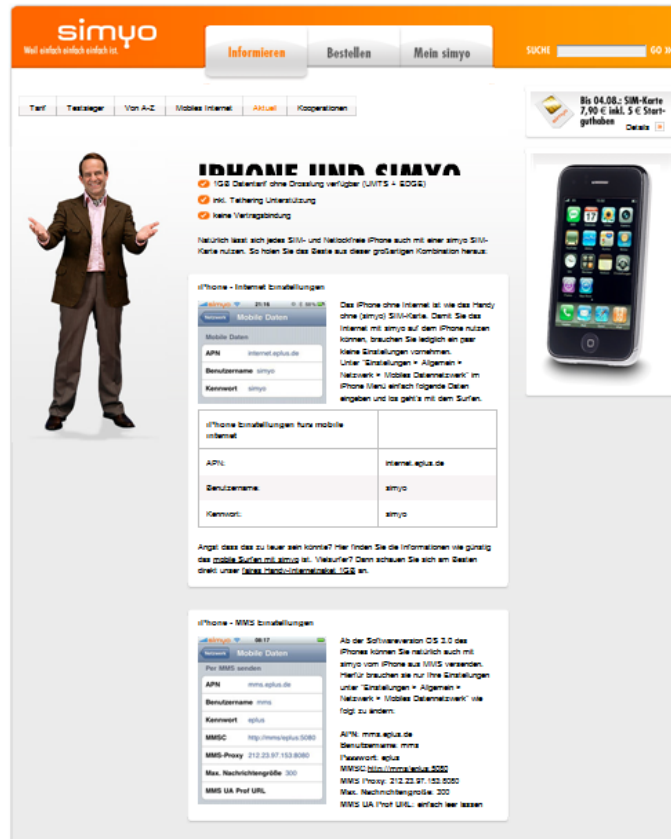 simyo
Weil einfach einfach einfach ist.
Informieren
Bestellen
Mein simyo
SUCHE
GO »
Tarif
Testsieger
Von A-Z
Mobiles Internet
Aktuell
Kooperationen
Bis 04.08.: SIM-Karte
7,90 € inkl. 5 € Start-
guthaben
Details
IPHONE UND SIMYO
1GB Datentarif ohne Drosslung verfügbar (UMTS + EDGE)
inkl. Tethering Unterstützung
keine Vertragsbindung
Natürlich lässt sich jedes SIM- und Netlockfreie iPhone auch mit einer simyo SIM-
Karte nutzen. So holen Sie das Beste aus dieser großartigen Kombination heraus:
iPhone - Internet Einstellungen
simyo 21:16
Netzwerk Mobile Daten
Mobile Daten
APN internet.eplus.de
Benutzername simyo
Kennwort simyo
Das iPhone ohne Internet ist wie das Handy
ohne (simyo) SIM-Karte. Damit Sie das
Internet mit simyo auf dem iPhone nutzen
können, brauchen Sie lediglich ein paar
kleine Einstellungen vornehmen.
Unter "Einstellungen > Allgemein >
Netzwerk > Mobiles Datennetzwerk" im
iPhone Menü einfach folgende Daten
eingeben und los geht's mit dem Surfen.
iPhone Einstellungen fürs mobile
Internet
APN: internet.eplus.de
Benutzername: simyo
Kennwort: simyo
Angst dass das zu teuer sein könnte? Hier finden Sie die Informationen wie günstig
das mobile Surfen mit simyo ist. Vielsurfer? Dann schauen Sie sich am Besten
direkt unser faires Handy-Internetpaket 1GB an.
iPhone - MMS Einstellungen
simyo 08:17
Netzwerk Mobile Daten
Per MMS senden
APN mms.eplus.de
Benutzername mms
Kennwort eplus
MMSC http://mms/eplus:5080
MMS-Proxy 212.23.97.153:8080
Max. Nachrichtengröße 300
MMS UA Prof URL
Ab der Softwareversion OS 3.0 des
iPhones können Sie natürlich auch mit
simyo vom iPhone aus MMS versenden.
Hierfür brauchen sie nur Ihre Einstellungen
unter "Einstellungen > Allgemein >
Netzwerk > Mobiles Datennetzwerk" wie
folgt zu ändern:
APN: mms.eplus.de
Benutzername: mms
Passwort: eplus
MMSC:http://mms/eplus:5080
MMS Proxy: 212.23.97.153:8080
Max. Nachrichtengröße: 300
MMS UA Prof URL: einfach leer lassen